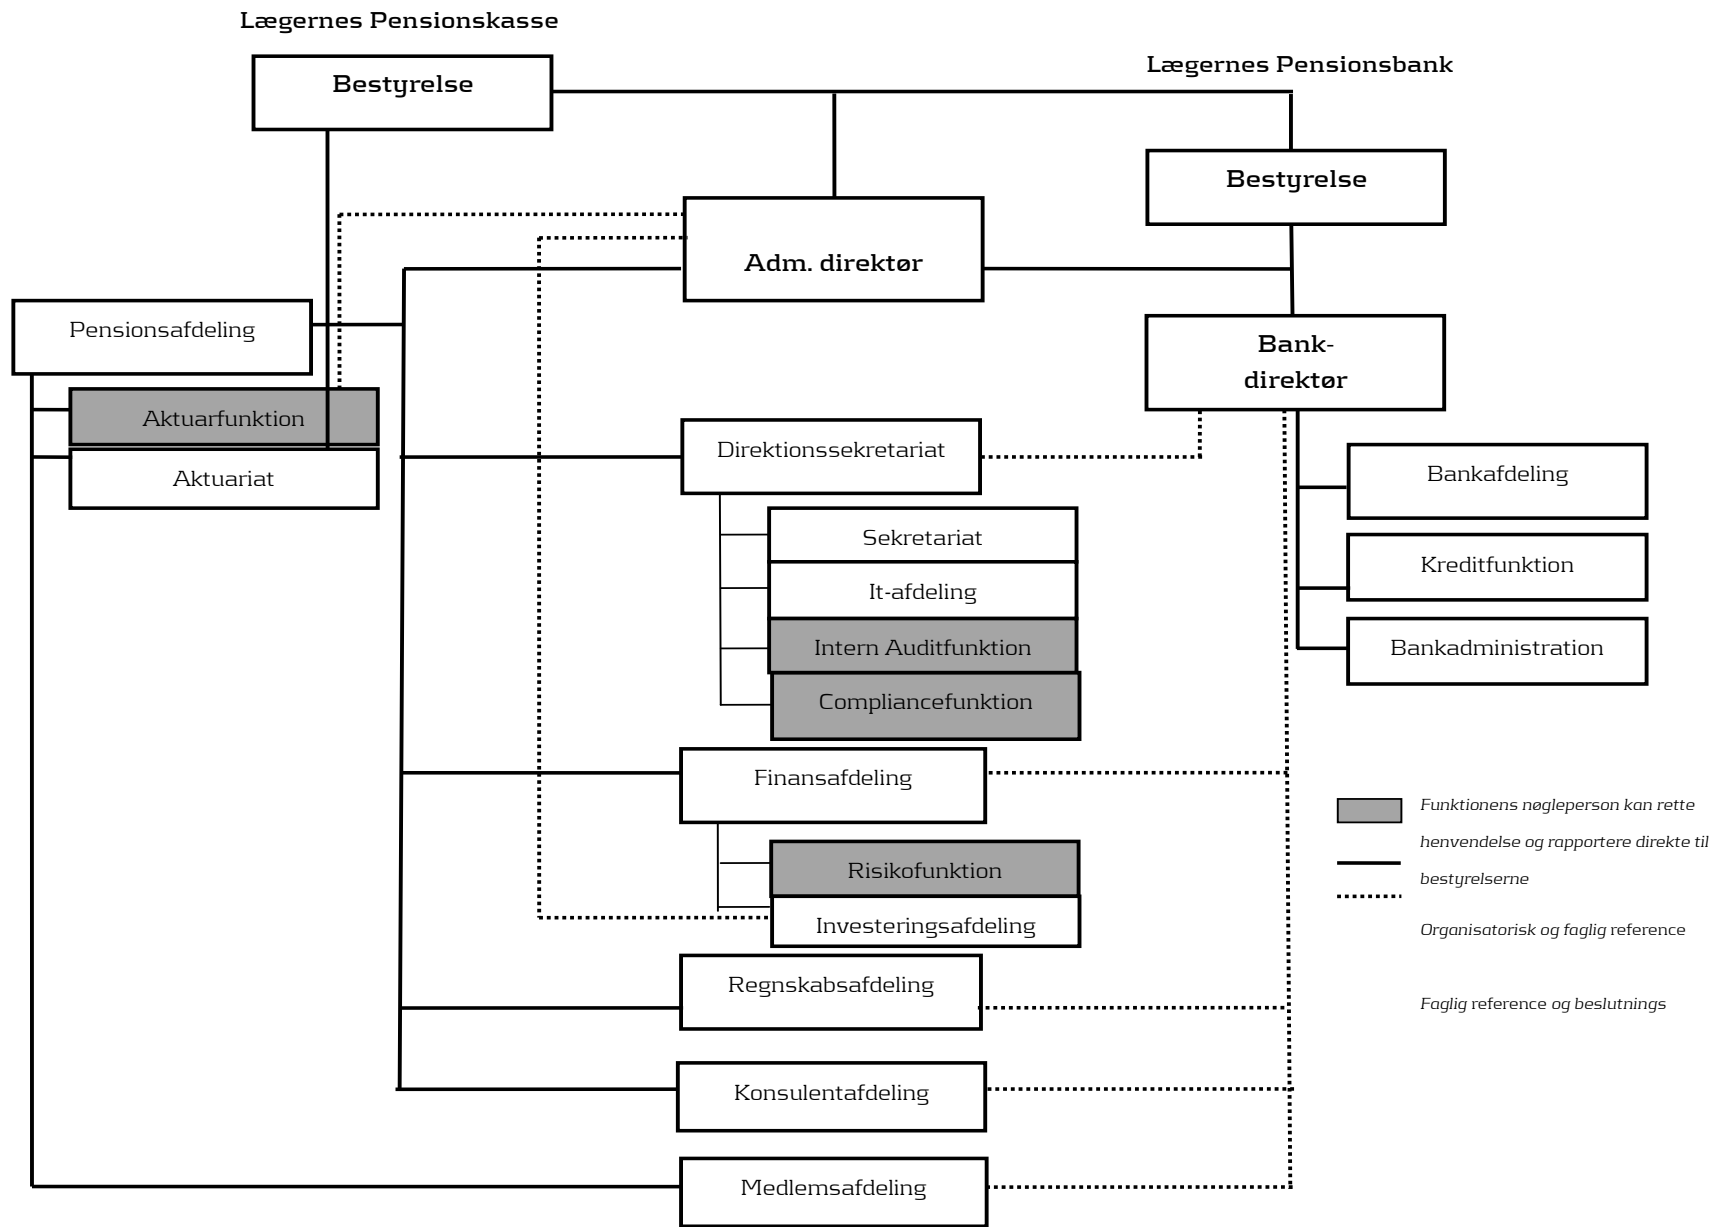 Lægernes Pensionskasse
Lægernes Pensionsbank
Bestyrelse
Bestyrelse
Adm. direktør
Pensionsafdeling
Bank-
direktør
Aktuarfunktion
Aktuariat
Direktionssekretariat
Bankafdeling
Sekretariat
Kreditfunktion
It-afdeling
Intern Auditfunktion
Bankadministration
Compliancefunktion
Finansafdeling
Funktionens nøgleperson kan rette
henvendelse og rapportere direkte til
bestyrelserne
Risikofunktion
Investeringsafdeling
Organisatorisk og faglig reference
Regnskabsafdeling
Faglig reference og beslutnings
Konsulentafdeling
Medlemsafdeling